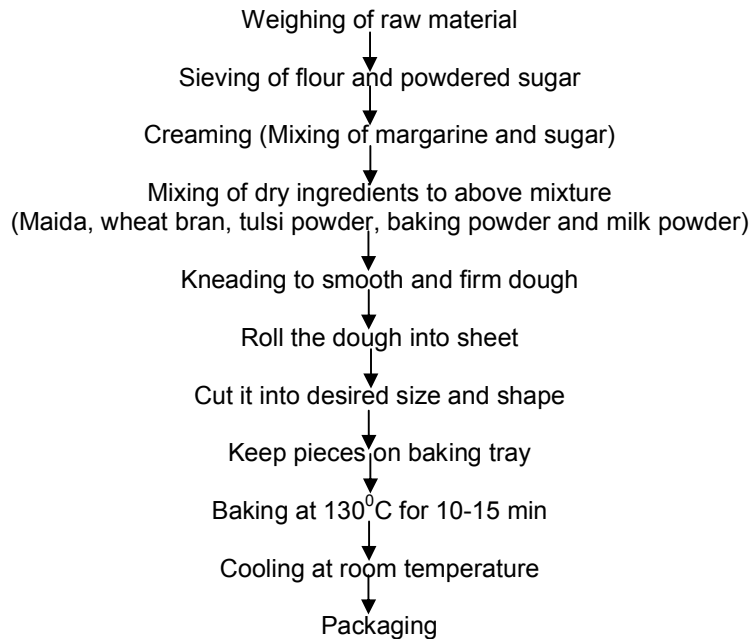 Weighing of raw material
Sieving of flour and powdered sugar
Creaming (Mixing of margarine and sugar)
Mixing of dry ingredients to above mixture
(Maida, wheat bran, tulsi powder, baking powder and milk powder)
Kneading to smooth and firm dough
Roll the dough into sheet
Cut it into desired size and shape
Keep pieces on baking tray
Baking at 130⁰C for 10-15 min
Cooling at room temperature
Packaging